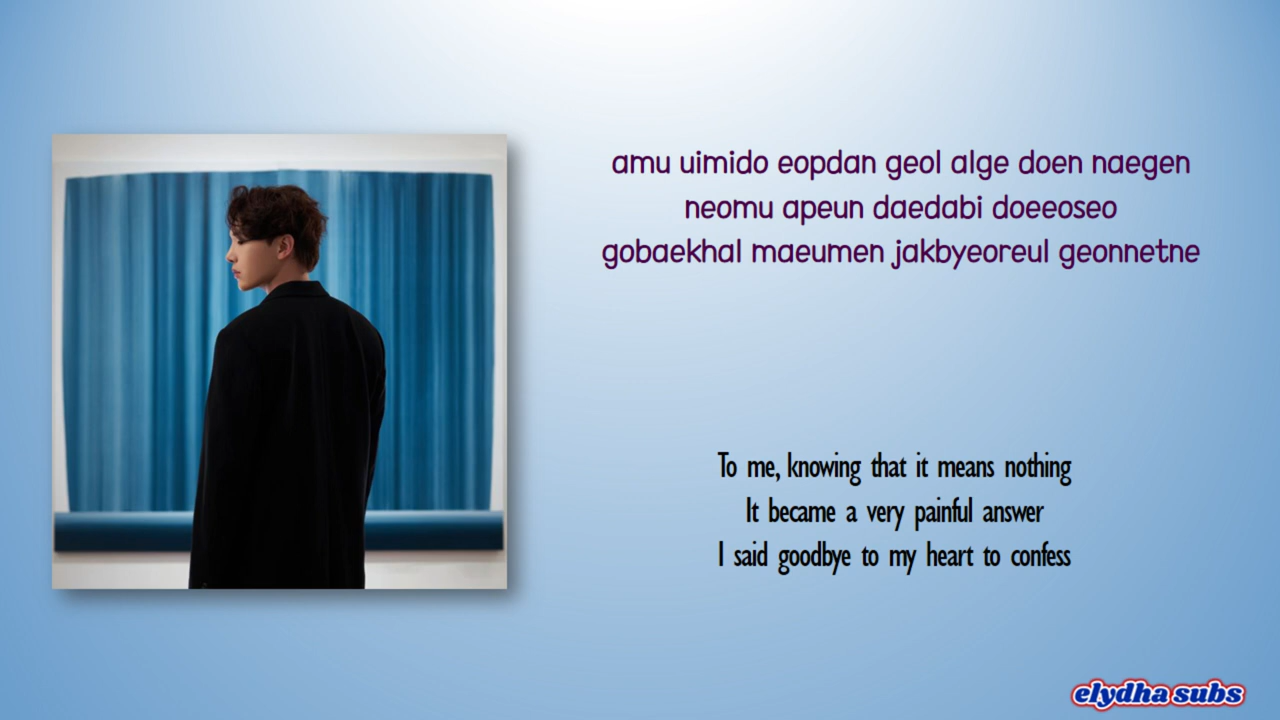 amu uimido eopdan geol alge doen naegen
neomu apeun daedabi doeeoseo
gobaekhal maeumen jakbyeoreul geonnetne
To me, knowing that it means nothing
It became a very painful answer
I said goodbye to my heart to confess
elydha subs